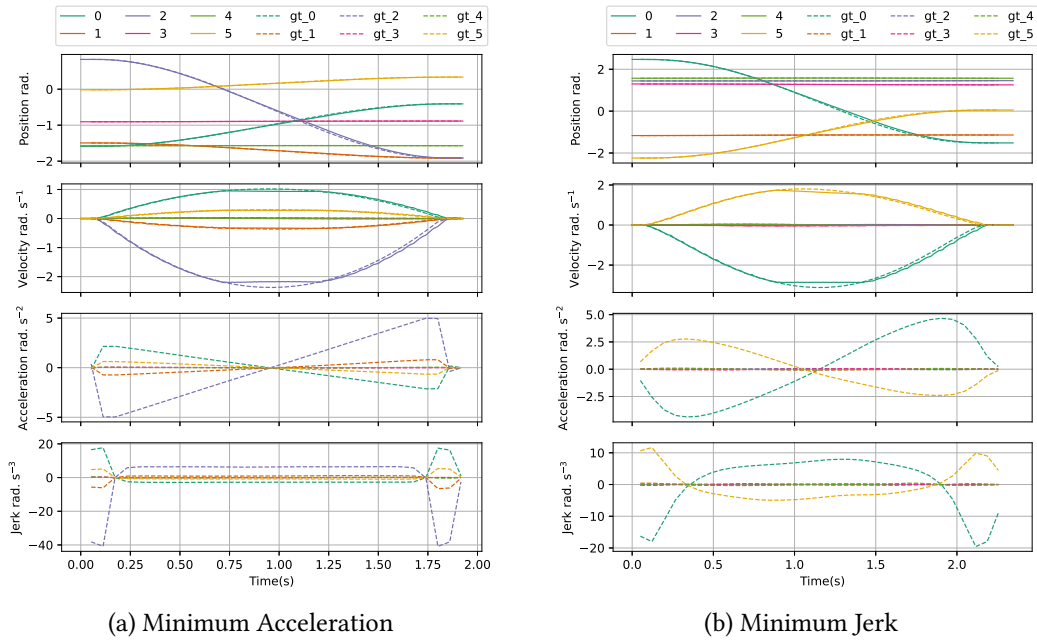 0 2 4 gt_0 gt_2 gt_4
1 3 5 gt_1 gt_3 gt_5
Position rad.
0
−1
−2
Velocity rad. s−1
1
0
−1
−2
Acceleration rad. s−2
5
0
−5
Jerk rad. s−3
20
0
−20
−40
0.00 0.25 0.50 0.75 1.00 1.25 1.50 1.75 2.00
Time(s)
(a) Minimum Acceleration
0 2 4 gt_0 gt_2 gt_4
1 3 5 gt_1 gt_3 gt_5
Position rad.
2
0
−2
Velocity rad. s−1
2
0
−2
Acceleration rad. s−2
5.0
2.5
0.0
−2.5
Jerk rad. s−3
10
0
−10
−20
0.0 0.5 1.0 1.5 2.0
Time(s)
(b) Minimum Jerk